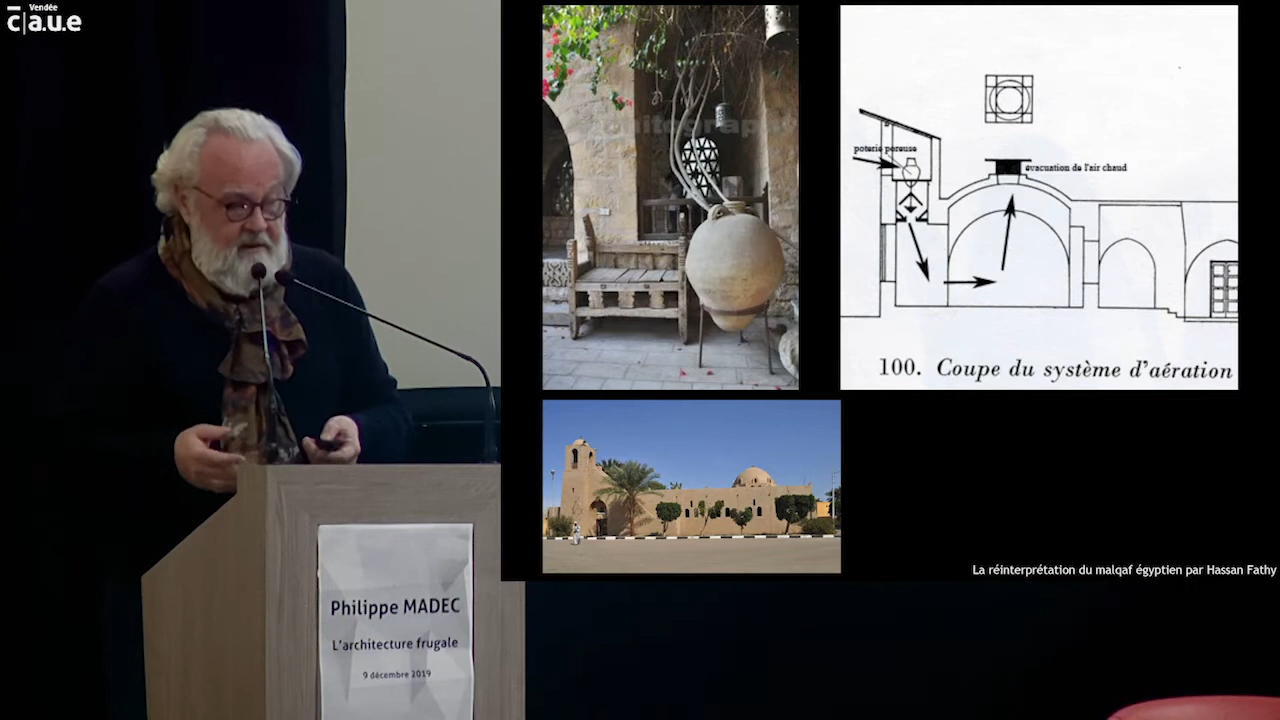 Vendée
c|a.u.e
poterie poreuse
évacuation de l'air chaud
100. Coupe du système d'aération
La réinterprétation du malqaf égyptien par Hassan Fathy
Philippe MADEC
L'architecture frugale
9 décembre 2019